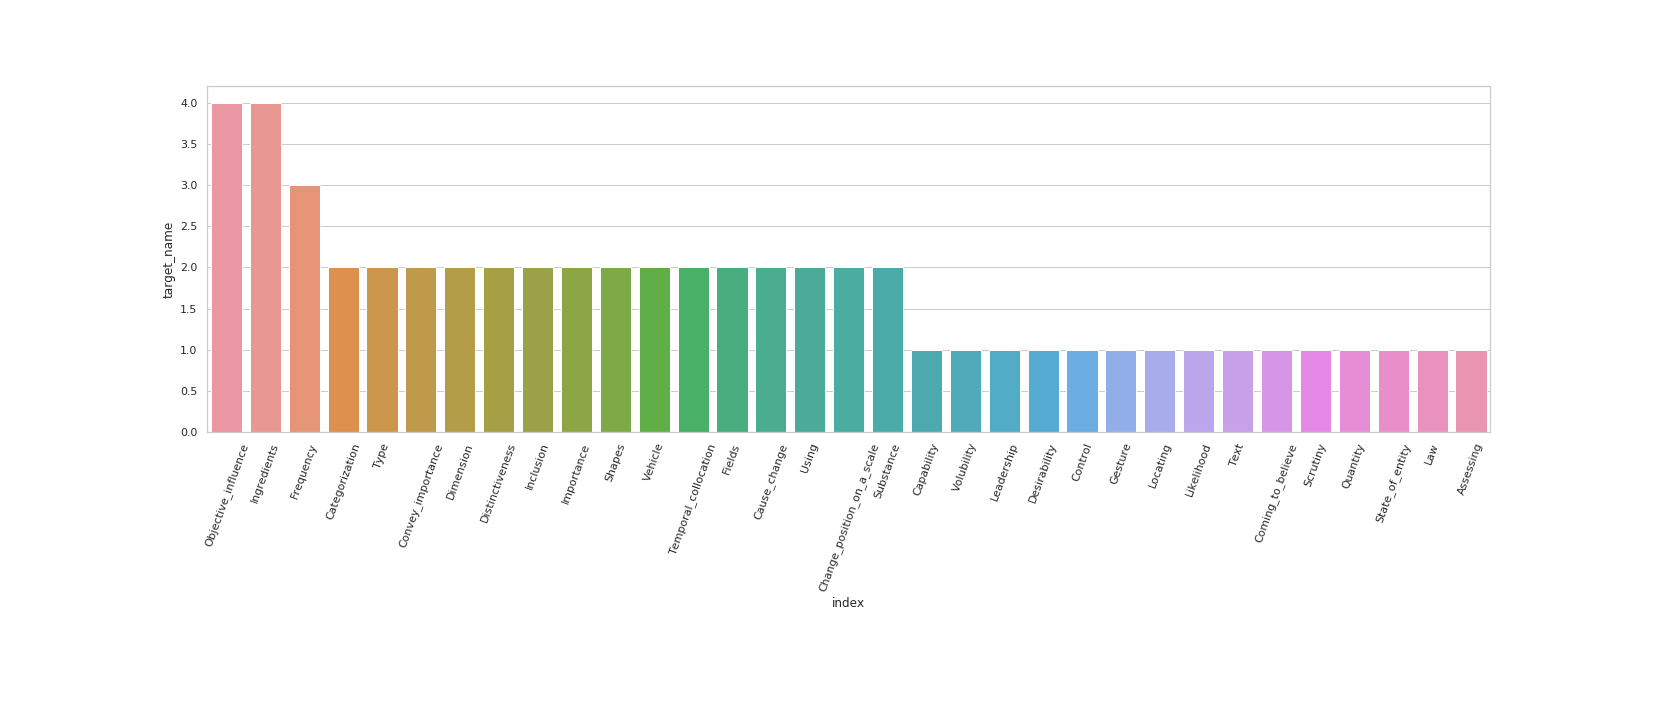 4.0
3.5
3.0
2.5
2.0
1.5
1.0
0.5
0.0
target_name
Objective_influence
Ingredients
Frequency
Categorization
Type
Convey_importance
Dimension
Distinctiveness
Inclusion
Importance
Shapes
Vehicle
Temporal_collocation
Fields
Cause_change
Using
Change_position_on_a_scale
Substance
Capability
Volubility
Leadership
Desirability
Control
Gesture
Locating
Likelihood
Text
Coming_to_believe
Scrutiny
Quantity
State_of_entity
Law
Assessing
index